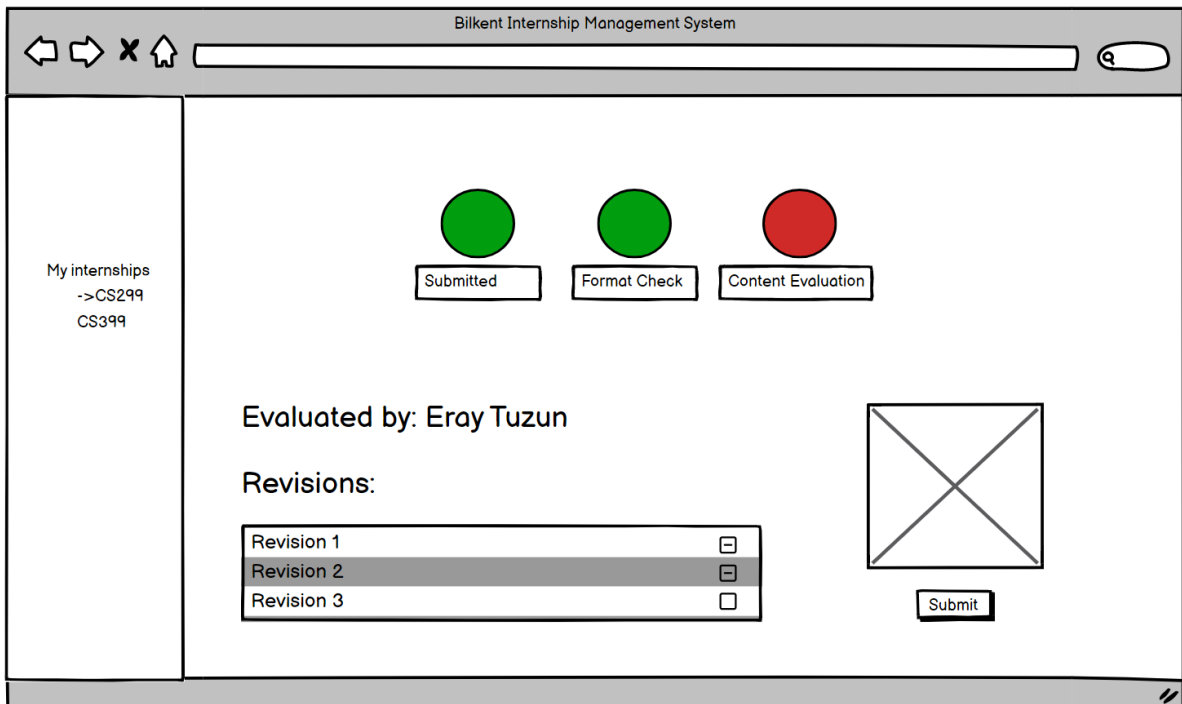 Bilkent Internship Management System
My internships
->CS299
CS399
Submitted
Format Check
Content Evaluation
Evaluated by: Eray Tuzun
Revisions:
Revision 1
Revision 2
Revision 3
Submit